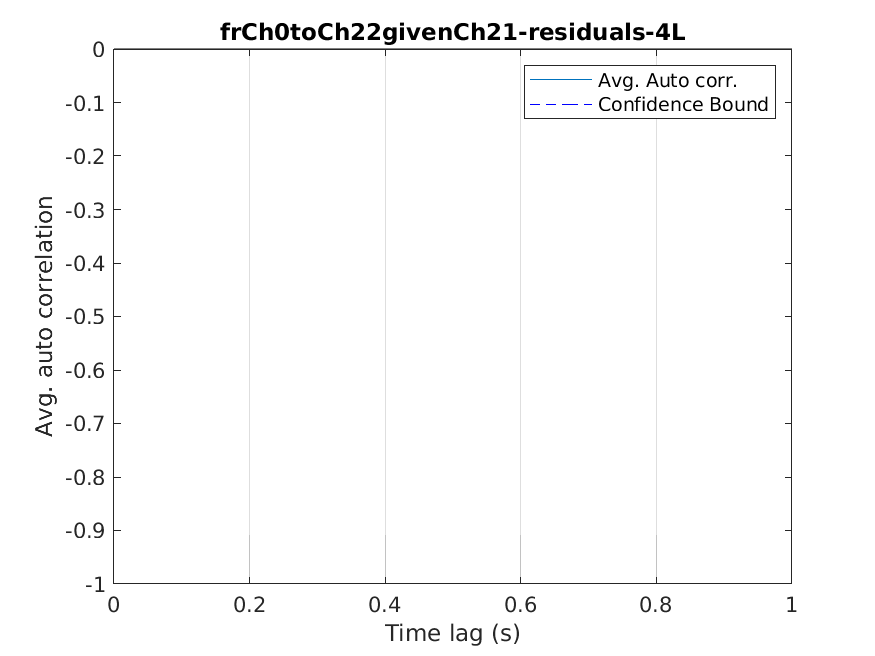 frCh0toCh22givenCh21-residuals-4L
Avg. Auto corr.
Confidence Bound
Avg. auto correlation
0
-0.1
-0.2
-0.3
-0.4
-0.5
-0.6
-0.7
-0.8
-0.9
-1
0 0.2 0.4 0.6 0.8 1
Time lag (s)